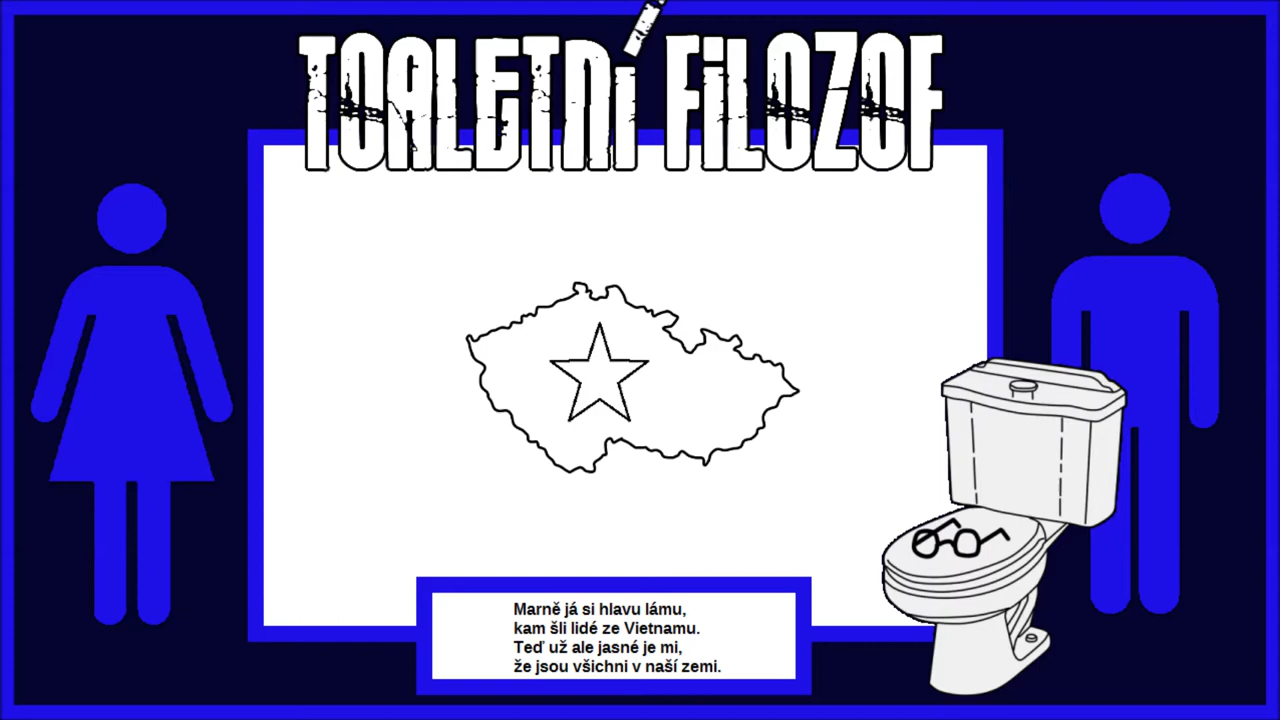 TOALETNÍ FiLOZOF
Marně já si hlavu lámu,
kam šli lidé ze Vietnamu.
Teď už ale jasné je mi,
že jsou všichni v naší zemi.